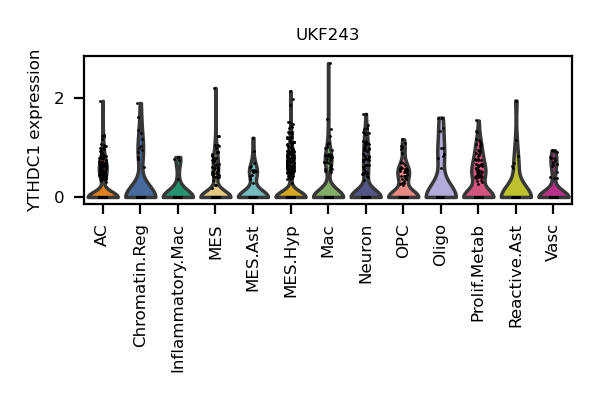 UKF243
YTHDC1 expression
2
0
AC
Chromatin.Reg
Inflammatory.Mac
MES
MES.Ast
MES.Hyp
Mac
Neuron
OPC
Oligo
Prolif.Metab
Reactive.Ast
Vasc